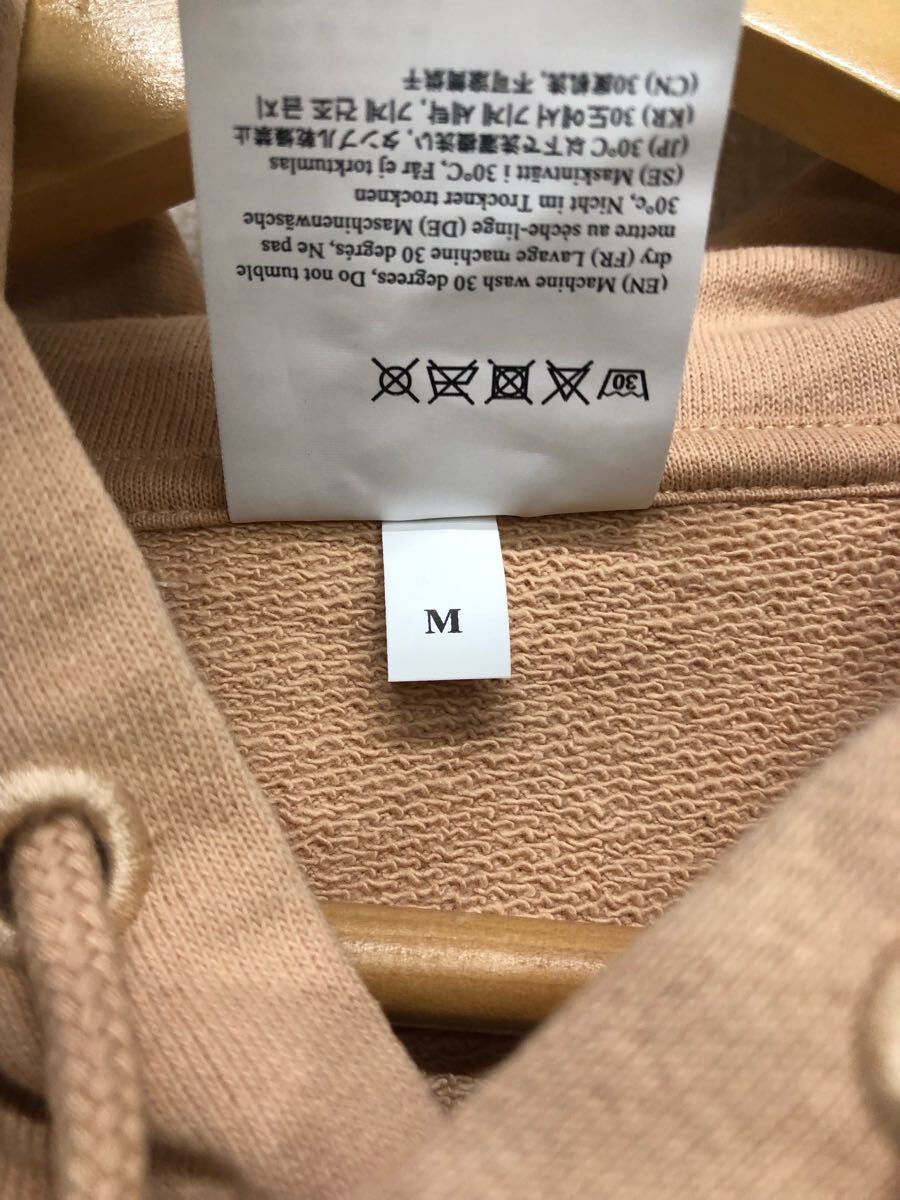 30
(EN) Machine wash 30 degrees, Do not tumble
dry (FR) Lavage machine 30 degrés, Ne pas
mettre au sèche-linge (DE) Maschinenwäsche
30°c, Nicht im Trockner trocknen
(SE) Maskintvätt i 30°C, Får ej torktumlas
(JP) 30°C以下で洗濯機洗い, タンブル乾燥禁止
(KR) 30도에서 기계 세탁, 기계 건조 금지
(CN) 30度机洗, 不可滚筒烘干
M